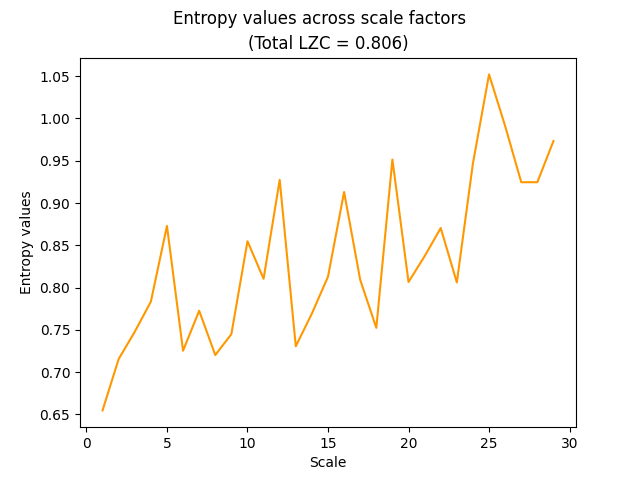 Entropy values across scale factors
(Total LZC = 0.806)
1.05
1.00
0.95
0.90
0.85
0.80
0.75
0.70
0.65
Entropy values
0 5 10 15 20 25 30
Scale